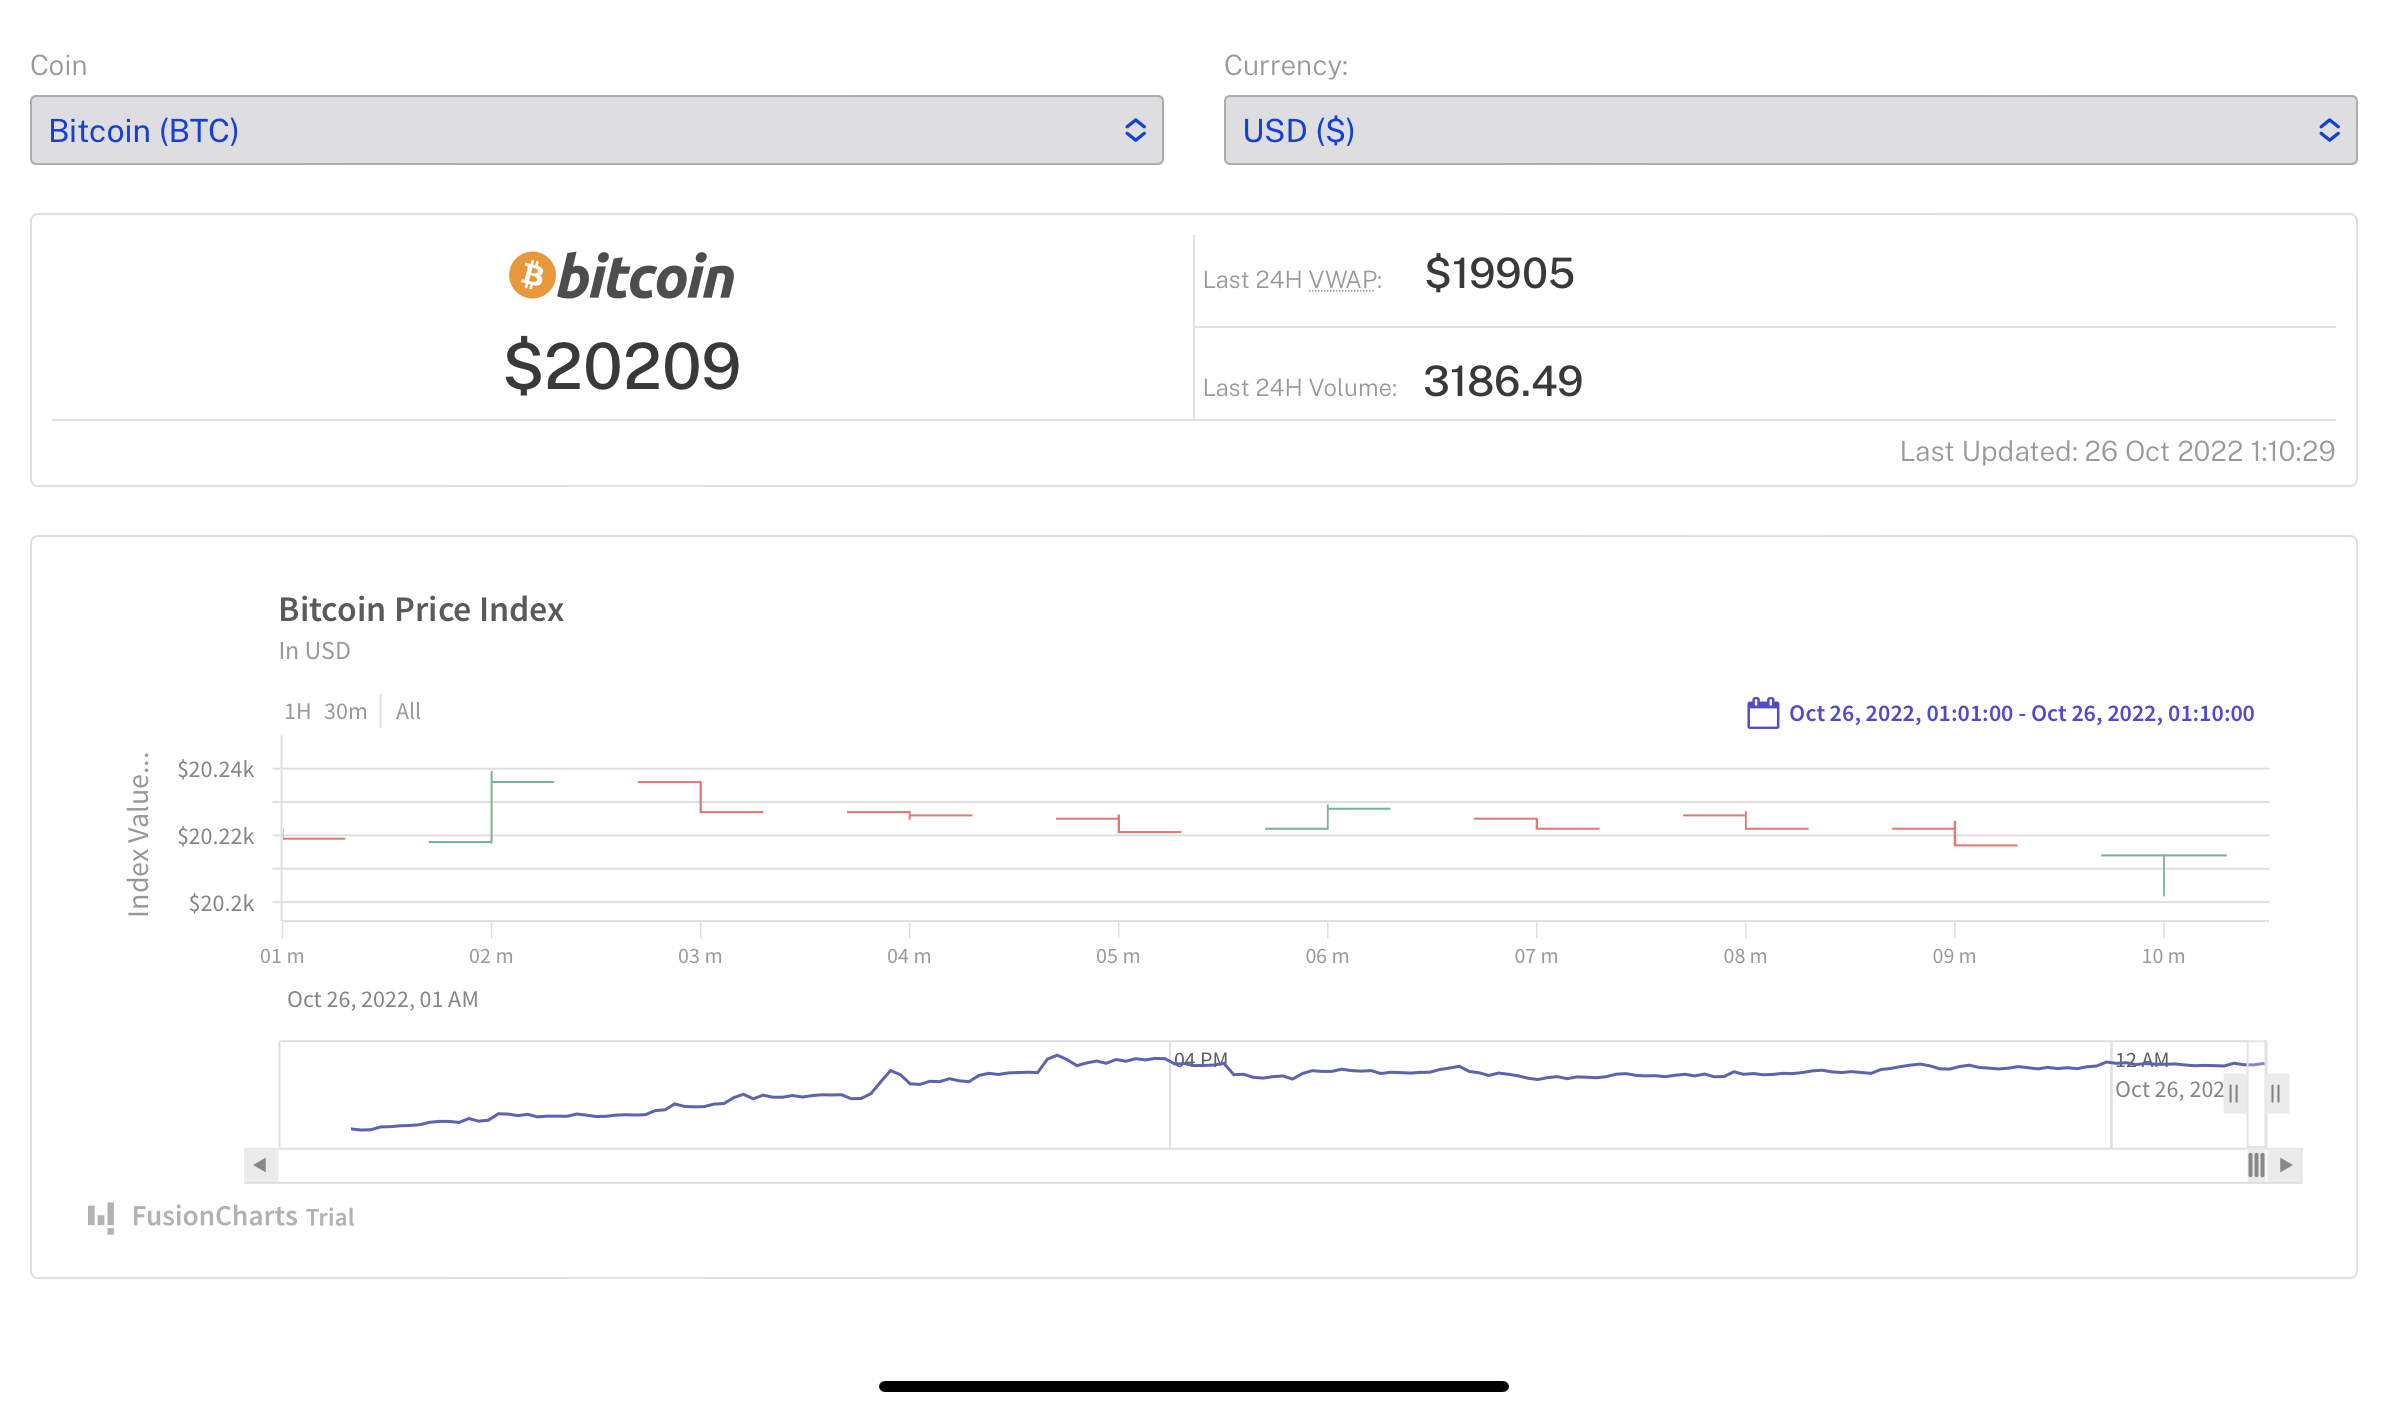 Coin
Currency:
Bitcoin (BTC)
USD ($)
bitcoin
$20209
Last 24H VWAP: $19905
Last 24H Volume: 3186.49
Last Updated: 26 Oct 2022 1:10:29
Bitcoin Price Index
In USD
1H 30m All
Oct 26, 2022, 01:01:00 - Oct 26, 2022, 01:10:00
Index Value...
$20.24k
$20.22k
$20.2k
01 m 02 m 03 m 04 m 05 m 06 m 07 m 08 m 09 m 10 m
Oct 26, 2022, 01 AM
04 PM
12 AM
Oct 26, 202
FusionCharts Trial